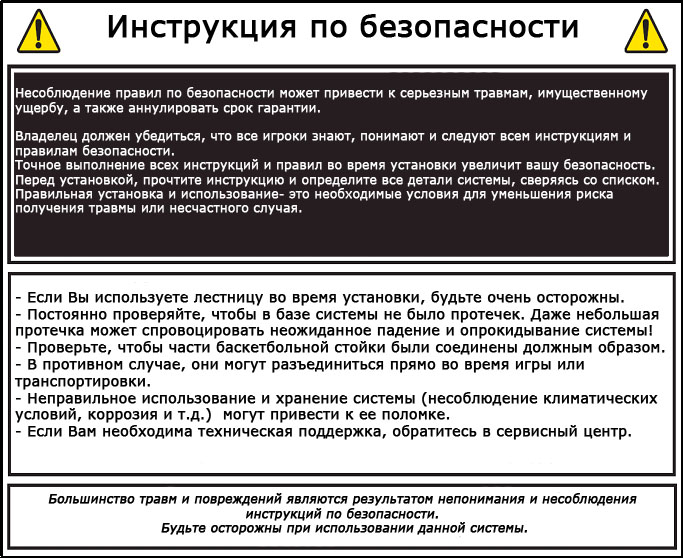 Инструкция по безопасности
Несоблюдение правил по безопасности может привести к серьезным травмам, имущественному
ущербу, а также аннулировать срок гарантии.
Владелец должен убедиться, что все игроки знают, понимают и следуют всем инструкциям и
правилам безопасности.
Точное выполнение всех инструкций и правил во время установки увеличит вашу безопасность.
Перед установкой, прочтите инструкцию и определите все детали системы, сверяясь со списком.
Правильная установка и использование- это необходимые условия для уменьшения риска
получения травмы или несчастного случая.
- Если Вы используете лестницу во время установки, будьте очень осторожны.
- Постоянно проверяйте, чтобы в базе системы не было протечек. Даже небольшая
протечка может спровоцировать неожиданное падение и опрокидывание системы!
- Проверьте, чтобы части баскетбольной стойки были соединены должным образом.
- В противном случае, они могут разъединиться прямо во время игры или
транспортировки.
- Неправильное использование и хранение системы (несоблюдение климатических
условий, коррозия и т.д.)  могут привести к ее поломке.
- Если Вам необходима техническая поддержка, обратитесь в сервисный центр.
Большинство травм и повреждений являются результатом непонимания и несоблюдения
инструкций по безопасности.
Будьте осторожны при использовании данной системы.